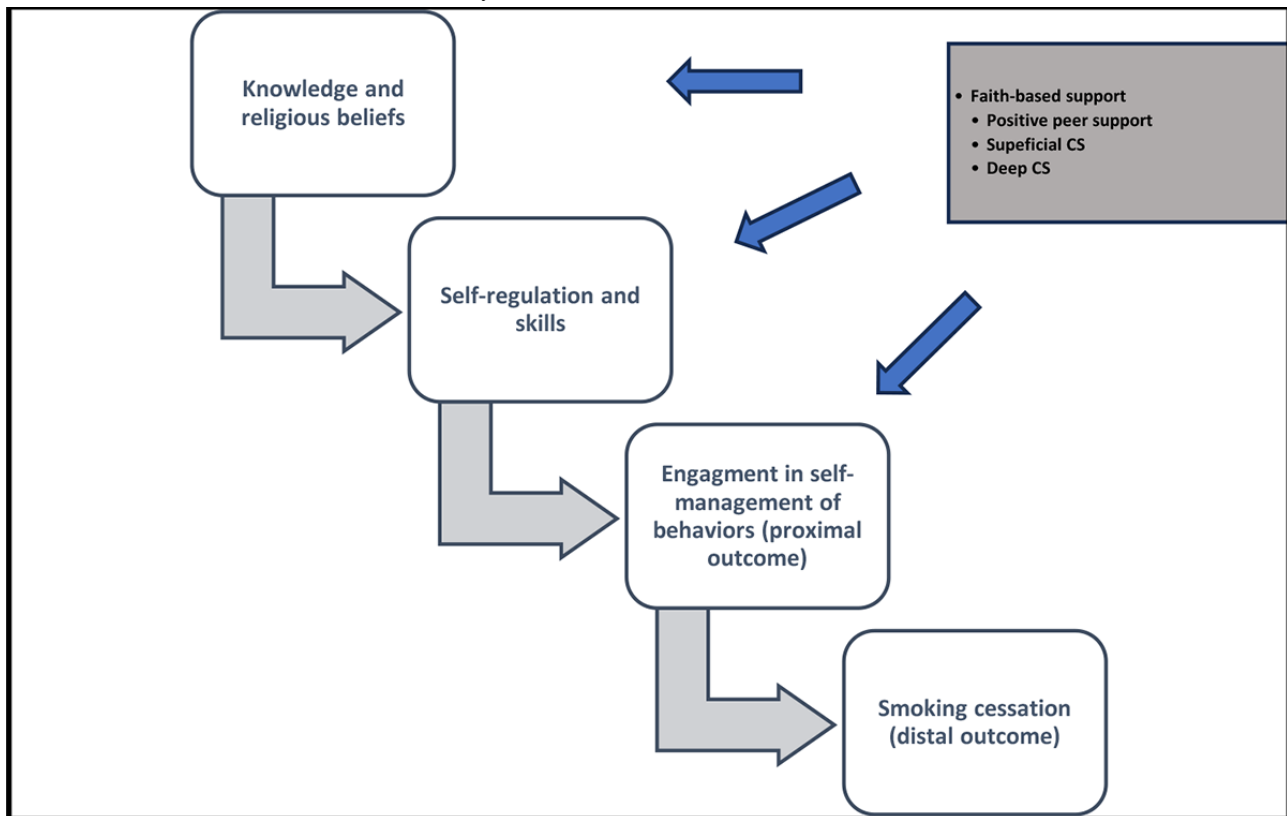 Knowledge and
religious beliefs
• Faith-based support
• Positive peer support
• Supeficial CS
• Deep CS
Self-regulation and
skills
Engagment in self-
management of
behaviors (proximal
outcome)
Smoking cessation
(distal outcome)